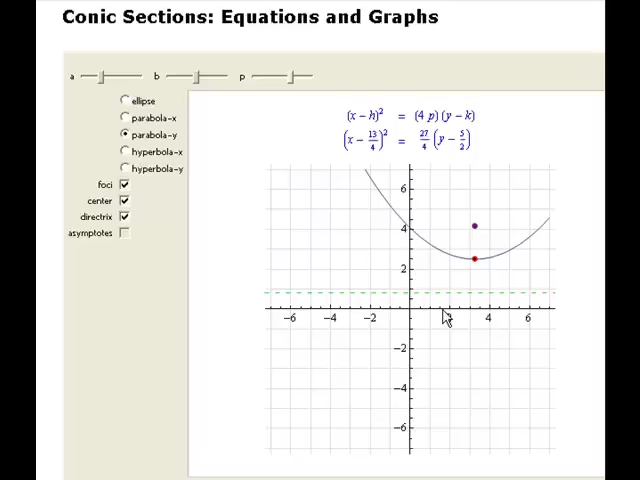 Conic Sections: Equations and Graphs
a b p
ellipse
parabola-x
parabola-y
hyperbola-x
hyperbola-y
foci
center
directrix
asymptotes
(x − h)² = (4 p) (y − k)
(x − 13/4)² = 27/4 (y − 5/2)
6
4
2
−6 −4 −2 2 4 6
−2
−4
−6